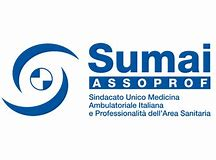 Sumai
ASSOPROF
Sindacato Unico Medicina
Ambulatoriale Italiana
e Professionalità dell'Area Sanitaria